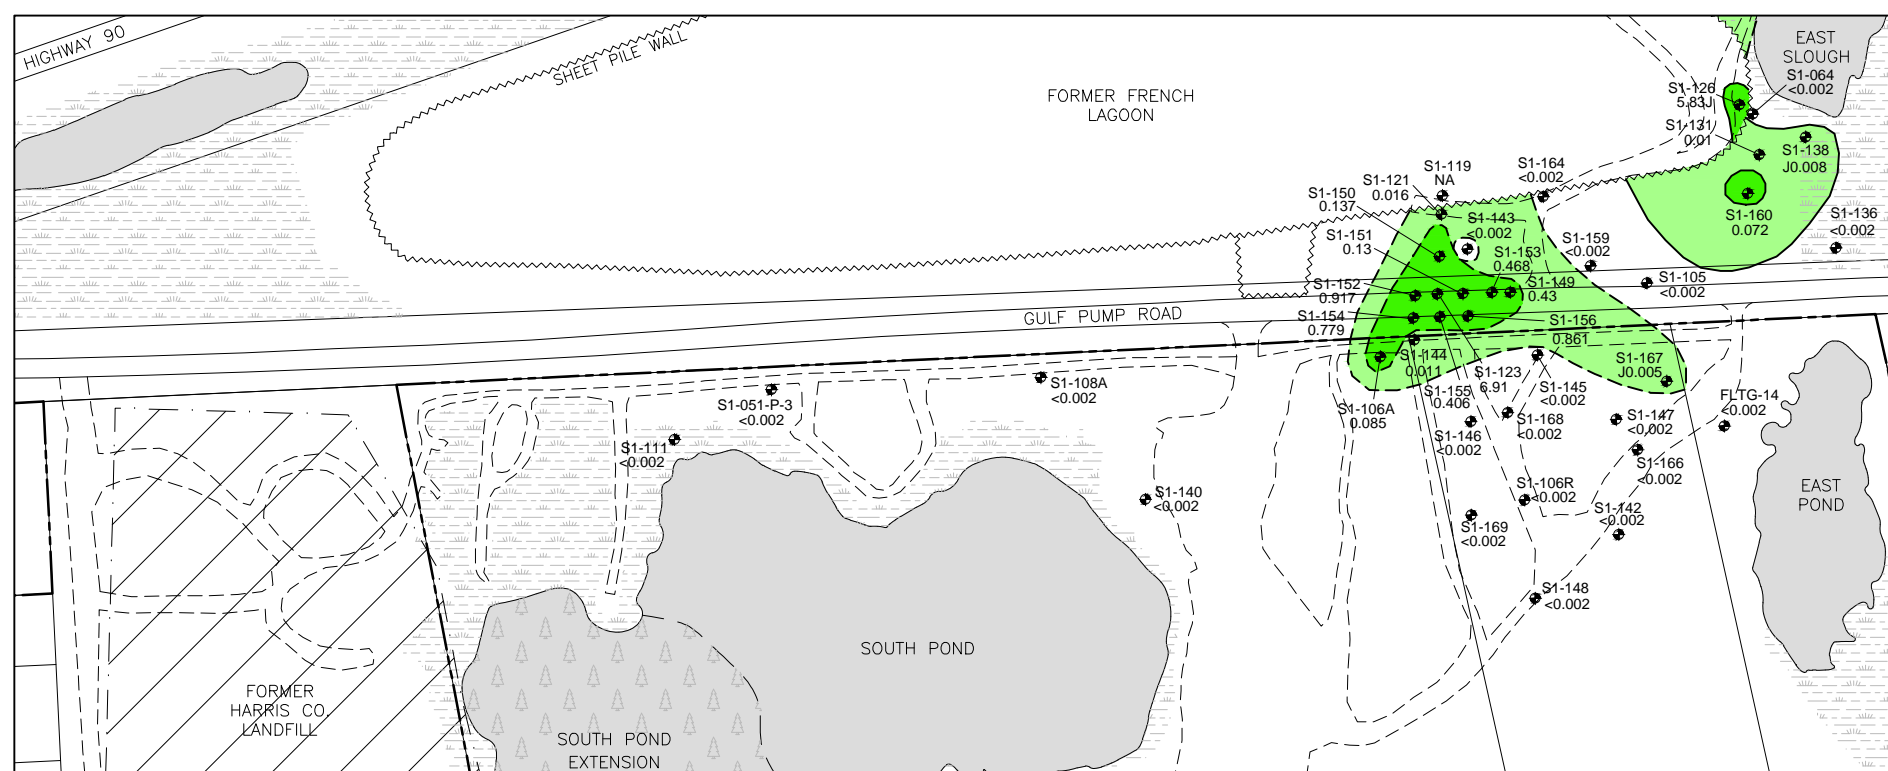 HIGHWAY 90
SHEET PILE WALL
FORMER FRENCH
LAGOON
EAST
SLOUGH
S1-064
<0.002
S1-126
5.83J
S1-131
0.01
S1-138
J0.008
S1-160
0.072
S1-136
<0.002
S1-119
NA
S1-164
<0.002
S1-121
0.016
S1-150
0.137
S1-143
<0.002
S1-151
0.13
S1-153
0.468
S1-159
<0.002
S1-105
<0.002
S1-152
0.917
S1-149
0.43
S1-154
0.779
S1-156
0.861
GULF PUMP ROAD
S1-144
0.011
S1-167
J0.005
S1-123
6.91
S1-155
0.406
S1-145
<0.002
S1-106A
0.085
S1-108A
<0.002
S1-051-P-3
<0.002
S1-111
<0.002
S1-146
<0.002
S1-168
<0.002
S1-147
<0.002
FLTG-14
<0.002
S1-166
<0.002
S1-140
<0.002
S1-106R
<0.002
S1-169
<0.002
S1-142
<0.002
EAST
POND
S1-148
<0.002
SOUTH POND
FORMER
HARRIS CO.
LANDFILL
SOUTH POND
EXTENSION